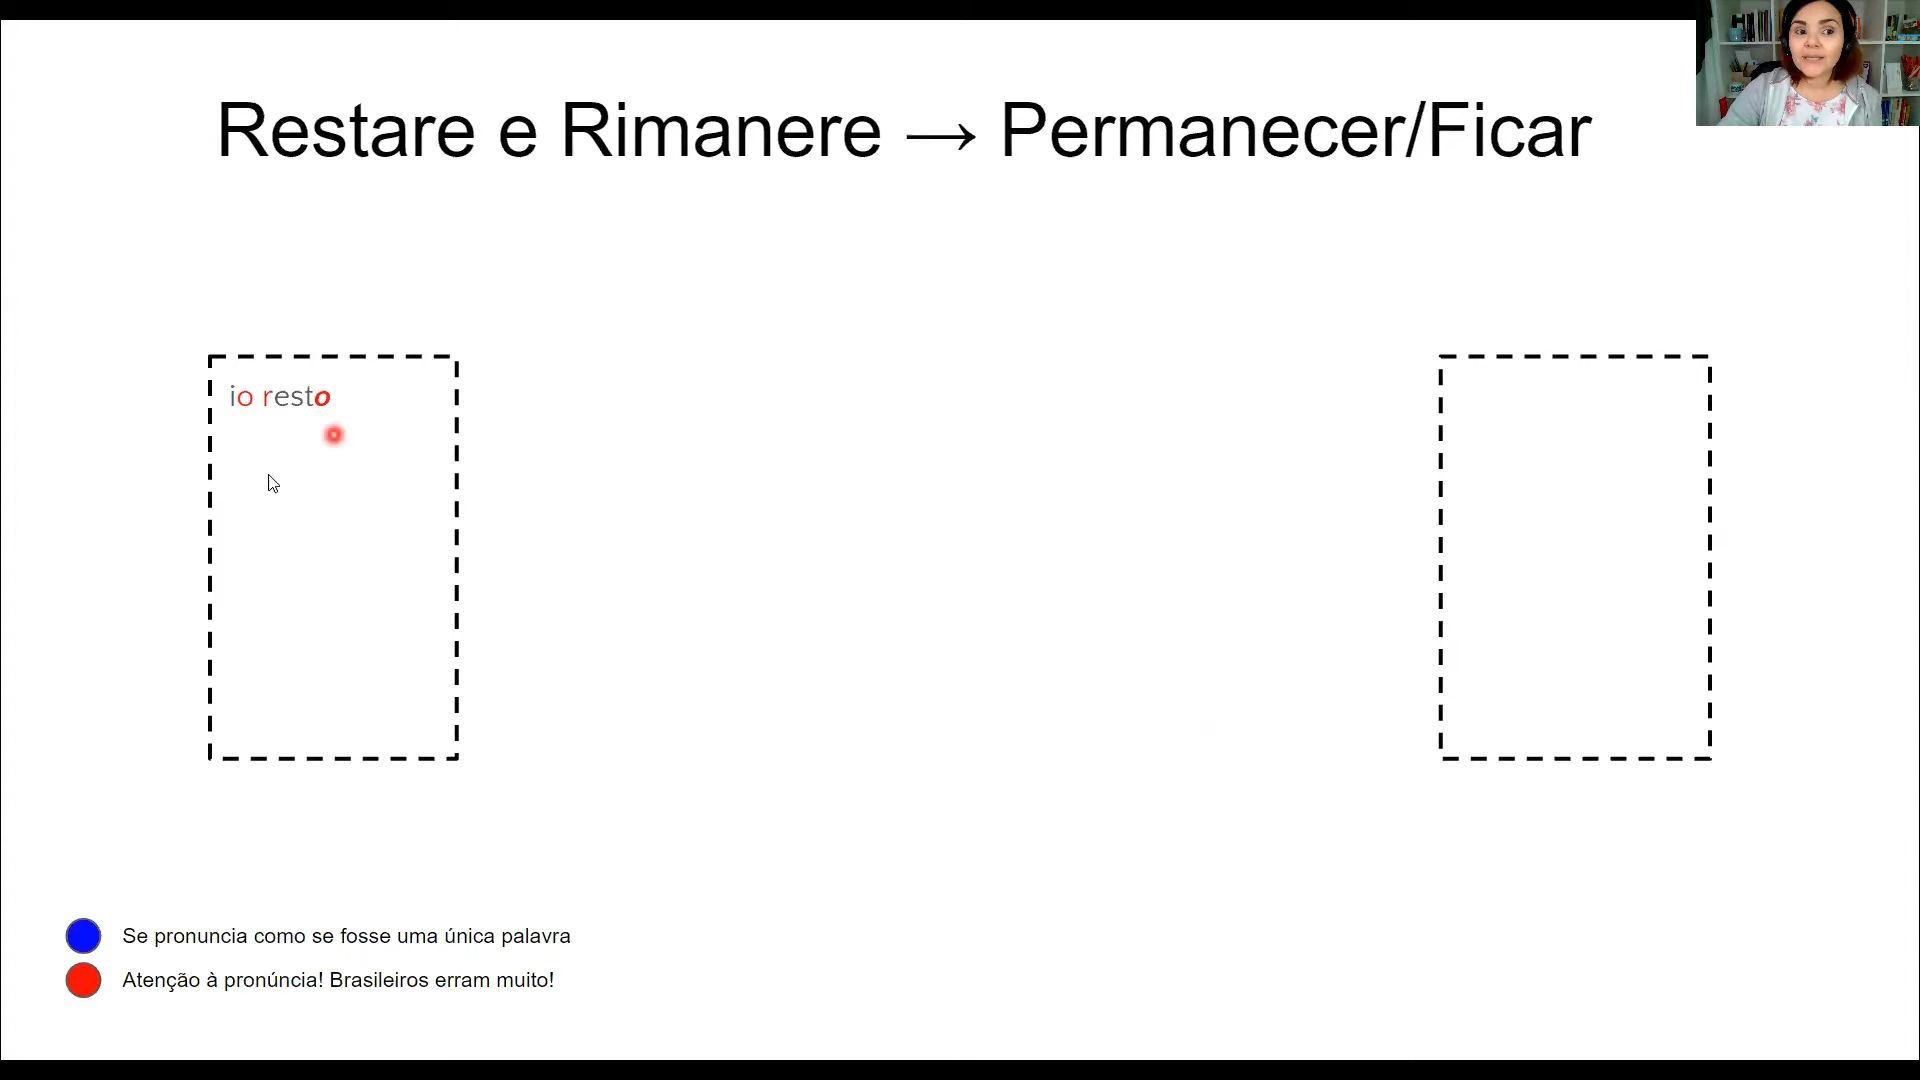 Restare e Rimanere → Permanecer/Ficar
io resto
Se pronuncia como se fosse uma única palavra
Atenção à pronúncia! Brasileiros erram muito!